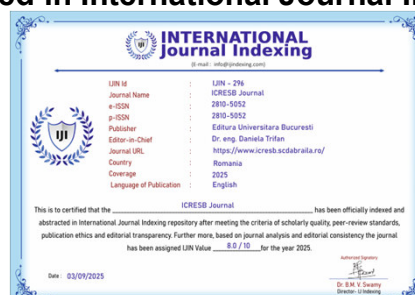 ed in International Journal I
INTERNATIONAL
Journal Indexing
(E-mail : info@ijindexing.com)
IJIN Id : IJIN - 296
Journal Name : ICRESB Journal
e-ISSN : 2810-5052
p-ISSN : 2810-5052
Publisher : Editura Universitara Bucuresti
Editor-in-Chief : Dr. eng. Daniela Trifan
Journal URL : https://www.icresb.scdabraila.ro/
Country : Romania
Coverage : 2025
Language of Publication : English
IJI
This is to certified that the ICRESB Journal has been officially indexed and
abstracted in International Journal Indexing repository after meeting the criteria of scholarly quality, peer-review standards,
publication ethics and editorial transparency. Further more, based on journal analysis and editorial consistency the journal
has been assigned IJIN Value 8.0 / 10 for the year 2025.
Authorized Signatory
Date : 03/09/2025
Dr. B.M. V. Swamy
Director- IJ Indexing